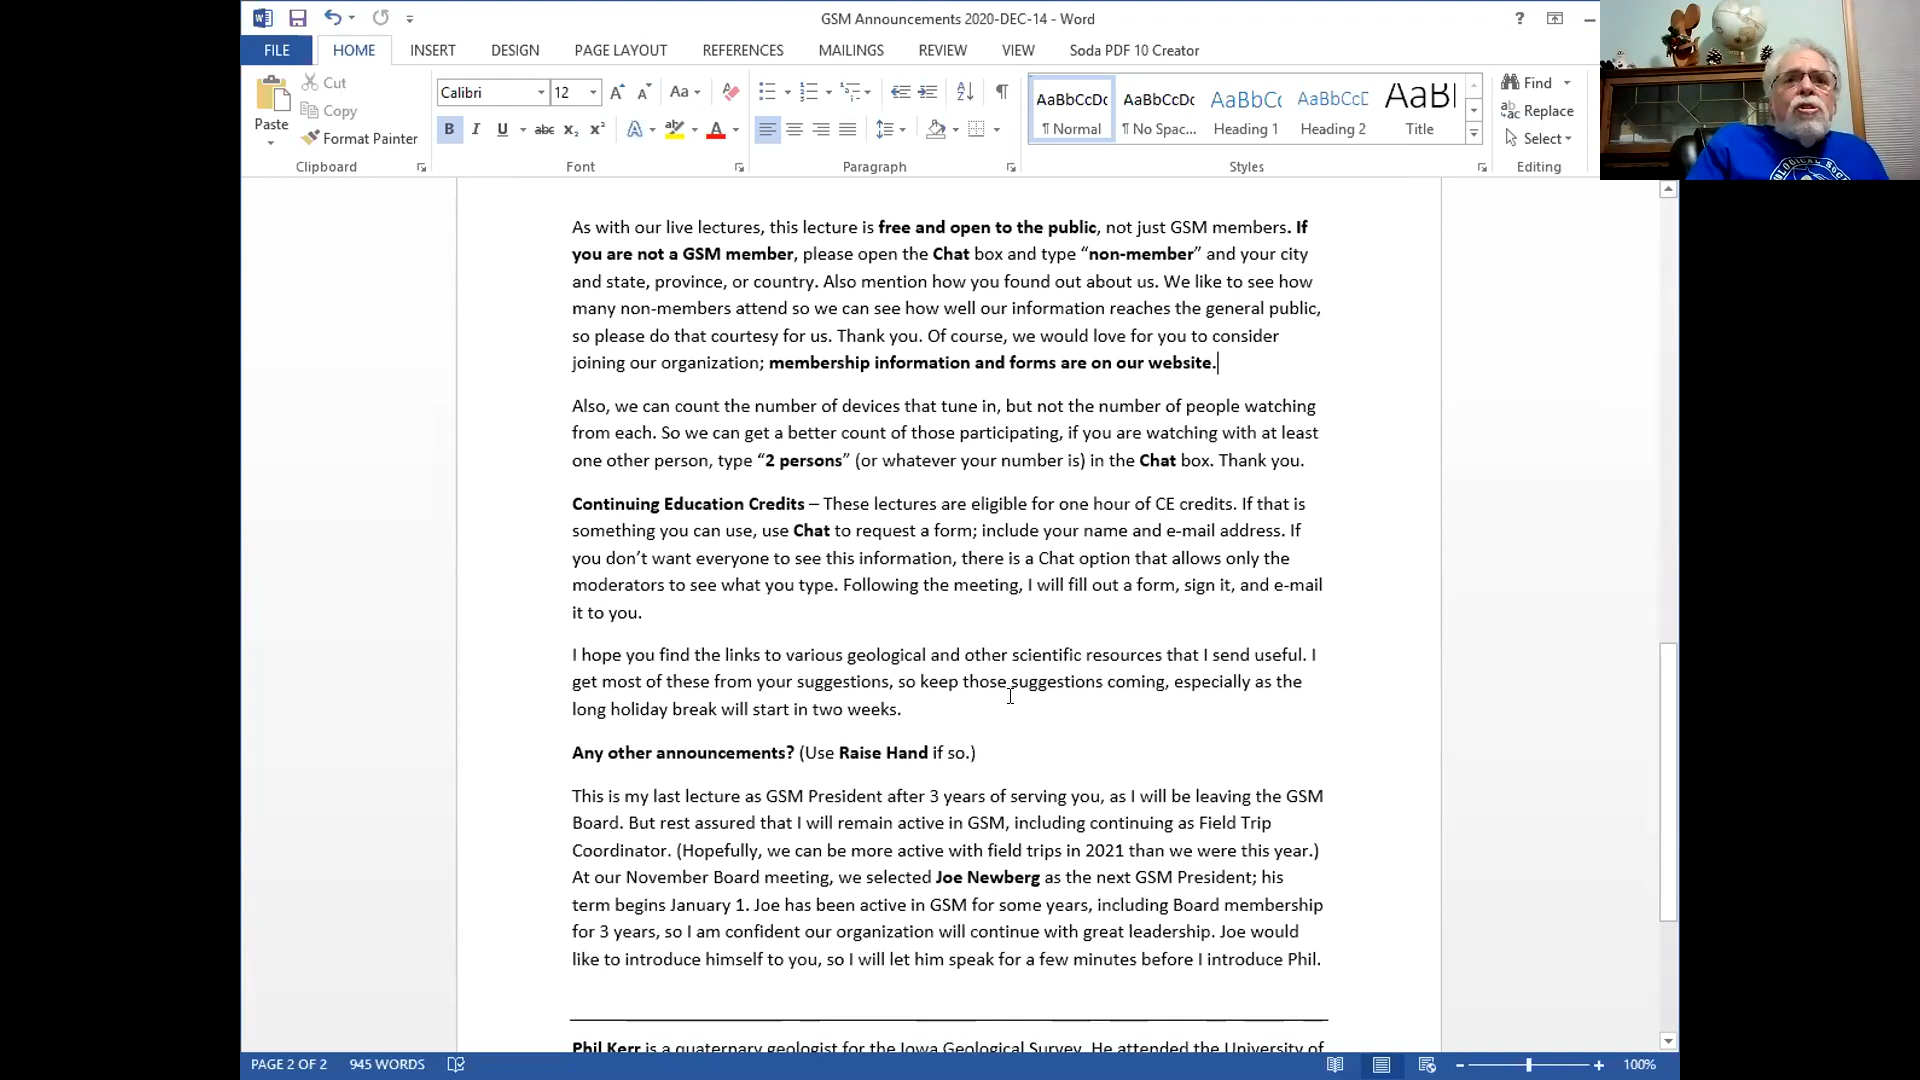 GSM Announcements 2020-DEC-14 - Word
FILE HOME INSERT DESIGN PAGE LAYOUT REFERENCES MAILINGS REVIEW VIEW Soda PDF 10 Creator
Paste
Cut
Copy
Format Painter
Clipboard
Calibri 12
Font
Paragraph
AaBbCcDc AaBbCcDc AaBbCc AaBbCcD AaBl
¶ Normal ¶ No Spac... Heading 1 Heading 2 Title
Styles
Find
Replace
Select
Editing
As with our live lectures, this lecture is free and open to the public, not just GSM members. If
you are not a GSM member, please open the Chat box and type “non-member” and your city
and state, province, or country. Also mention how you found out about us. We like to see how
many non-members attend so we can see how well our information reaches the general public,
so please do that courtesy for us. Thank you. Of course, we would love for you to consider
joining our organization; membership information and forms are on our website.
Also, we can count the number of devices that tune in, but not the number of people watching
from each. So we can get a better count of those participating, if you are watching with at least
one other person, type “2 persons” (or whatever your number is) in the Chat box. Thank you.
Continuing Education Credits – These lectures are eligible for one hour of CE credits. If that is
something you can use, use Chat to request a form; include your name and e-mail address. If
you don’t want everyone to see this information, there is a Chat option that allows only the
moderators to see what you type. Following the meeting, I will fill out a form, sign it, and e-mail
it to you.
I hope you find the links to various geological and other scientific resources that I send useful. I
get most of these from your suggestions, so keep those suggestions coming, especially as the
long holiday break will start in two weeks.
Any other announcements? (Use Raise Hand if so.)
This is my last lecture as GSM President after 3 years of serving you, as I will be leaving the GSM
Board. But rest assured that I will remain active in GSM, including continuing as Field Trip
Coordinator. (Hopefully, we can be more active with field trips in 2021 than we were this year.)
At our November Board meeting, we selected Joe Newberg as the next GSM President; his
term begins January 1. Joe has been active in GSM for some years, including Board membership
for 3 years, so I am confident our organization will continue with great leadership. Joe would
like to introduce himself to you, so I will let him speak for a few minutes before I introduce Phil.
Phil Kerr is a quaternary geologist for the Iowa Geological Survey. He attended the University of
PAGE 2 OF 2 945 WORDS 100%